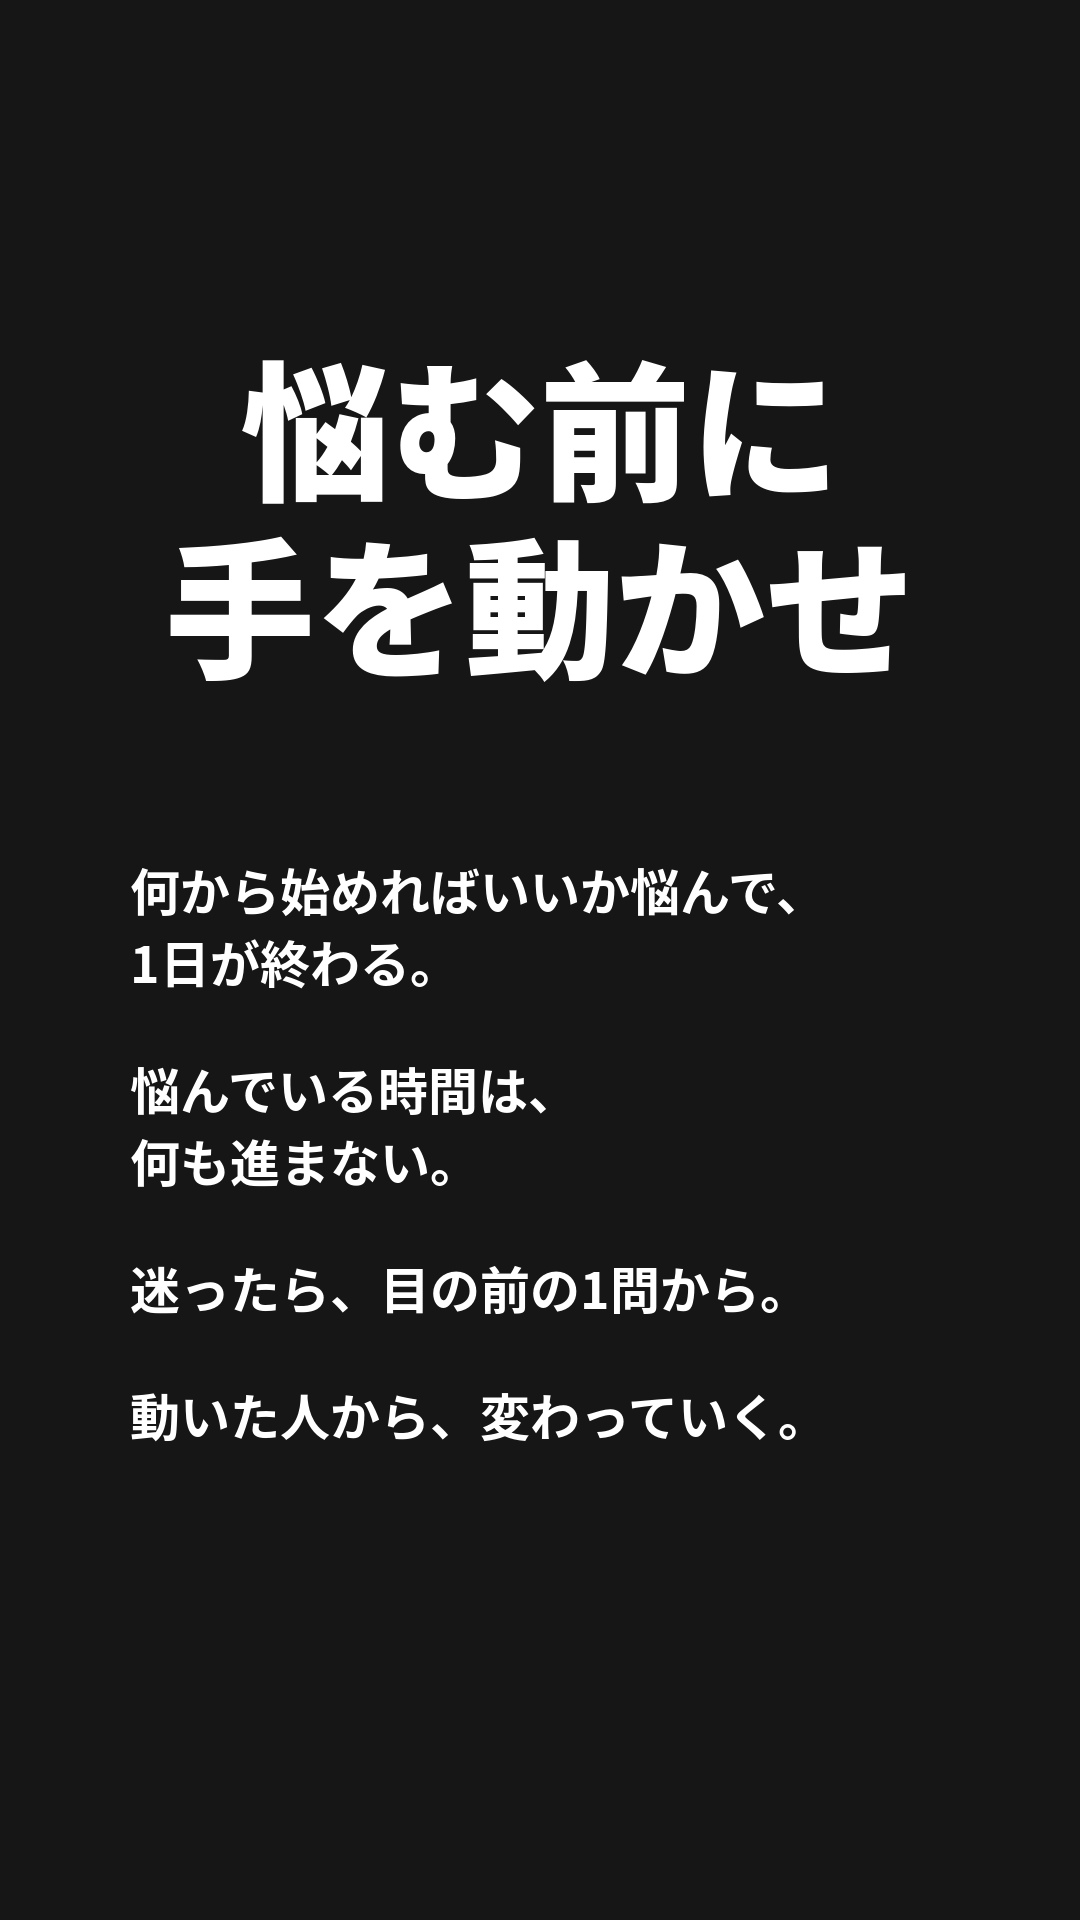 悩む前に
手を動かせ
何から始めればいいか悩んで、
1日が終わる。
悩んでいる時間は、
何も進まない。
迷ったら、目の前の1問から。
動いた人から、変わっていく。